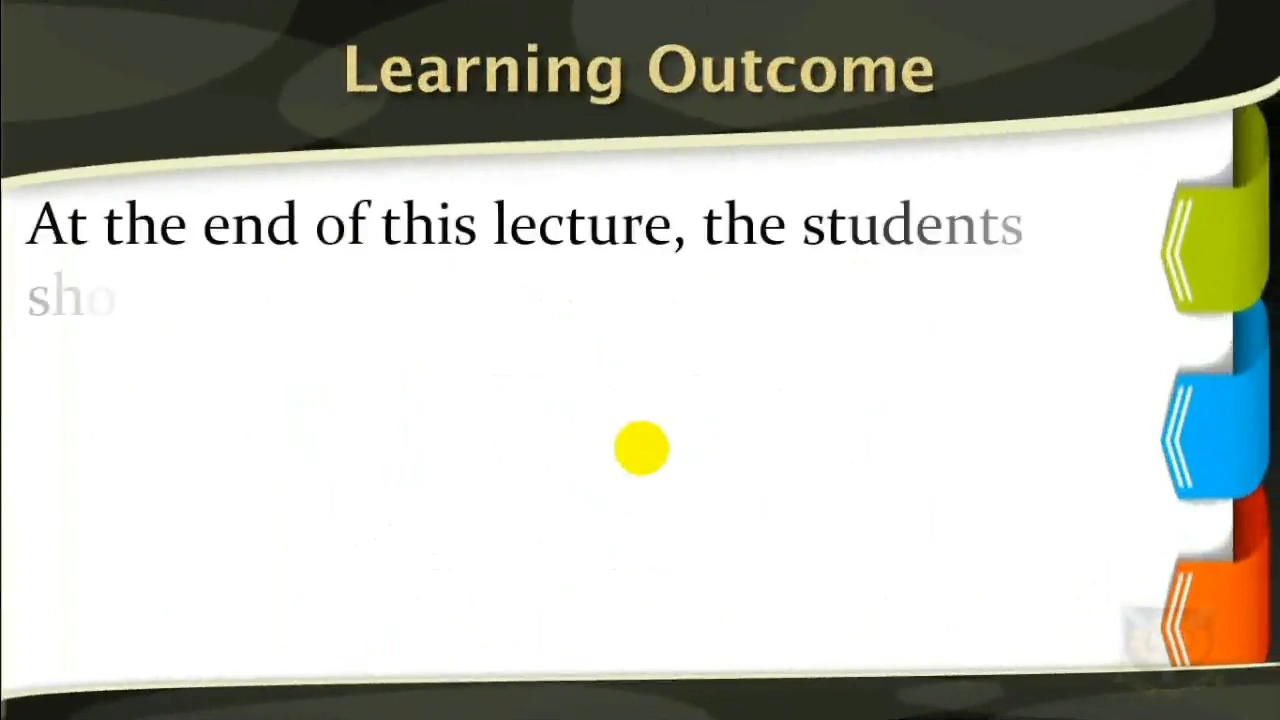 Learning Outcome
At the end of this lecture, the students
sho